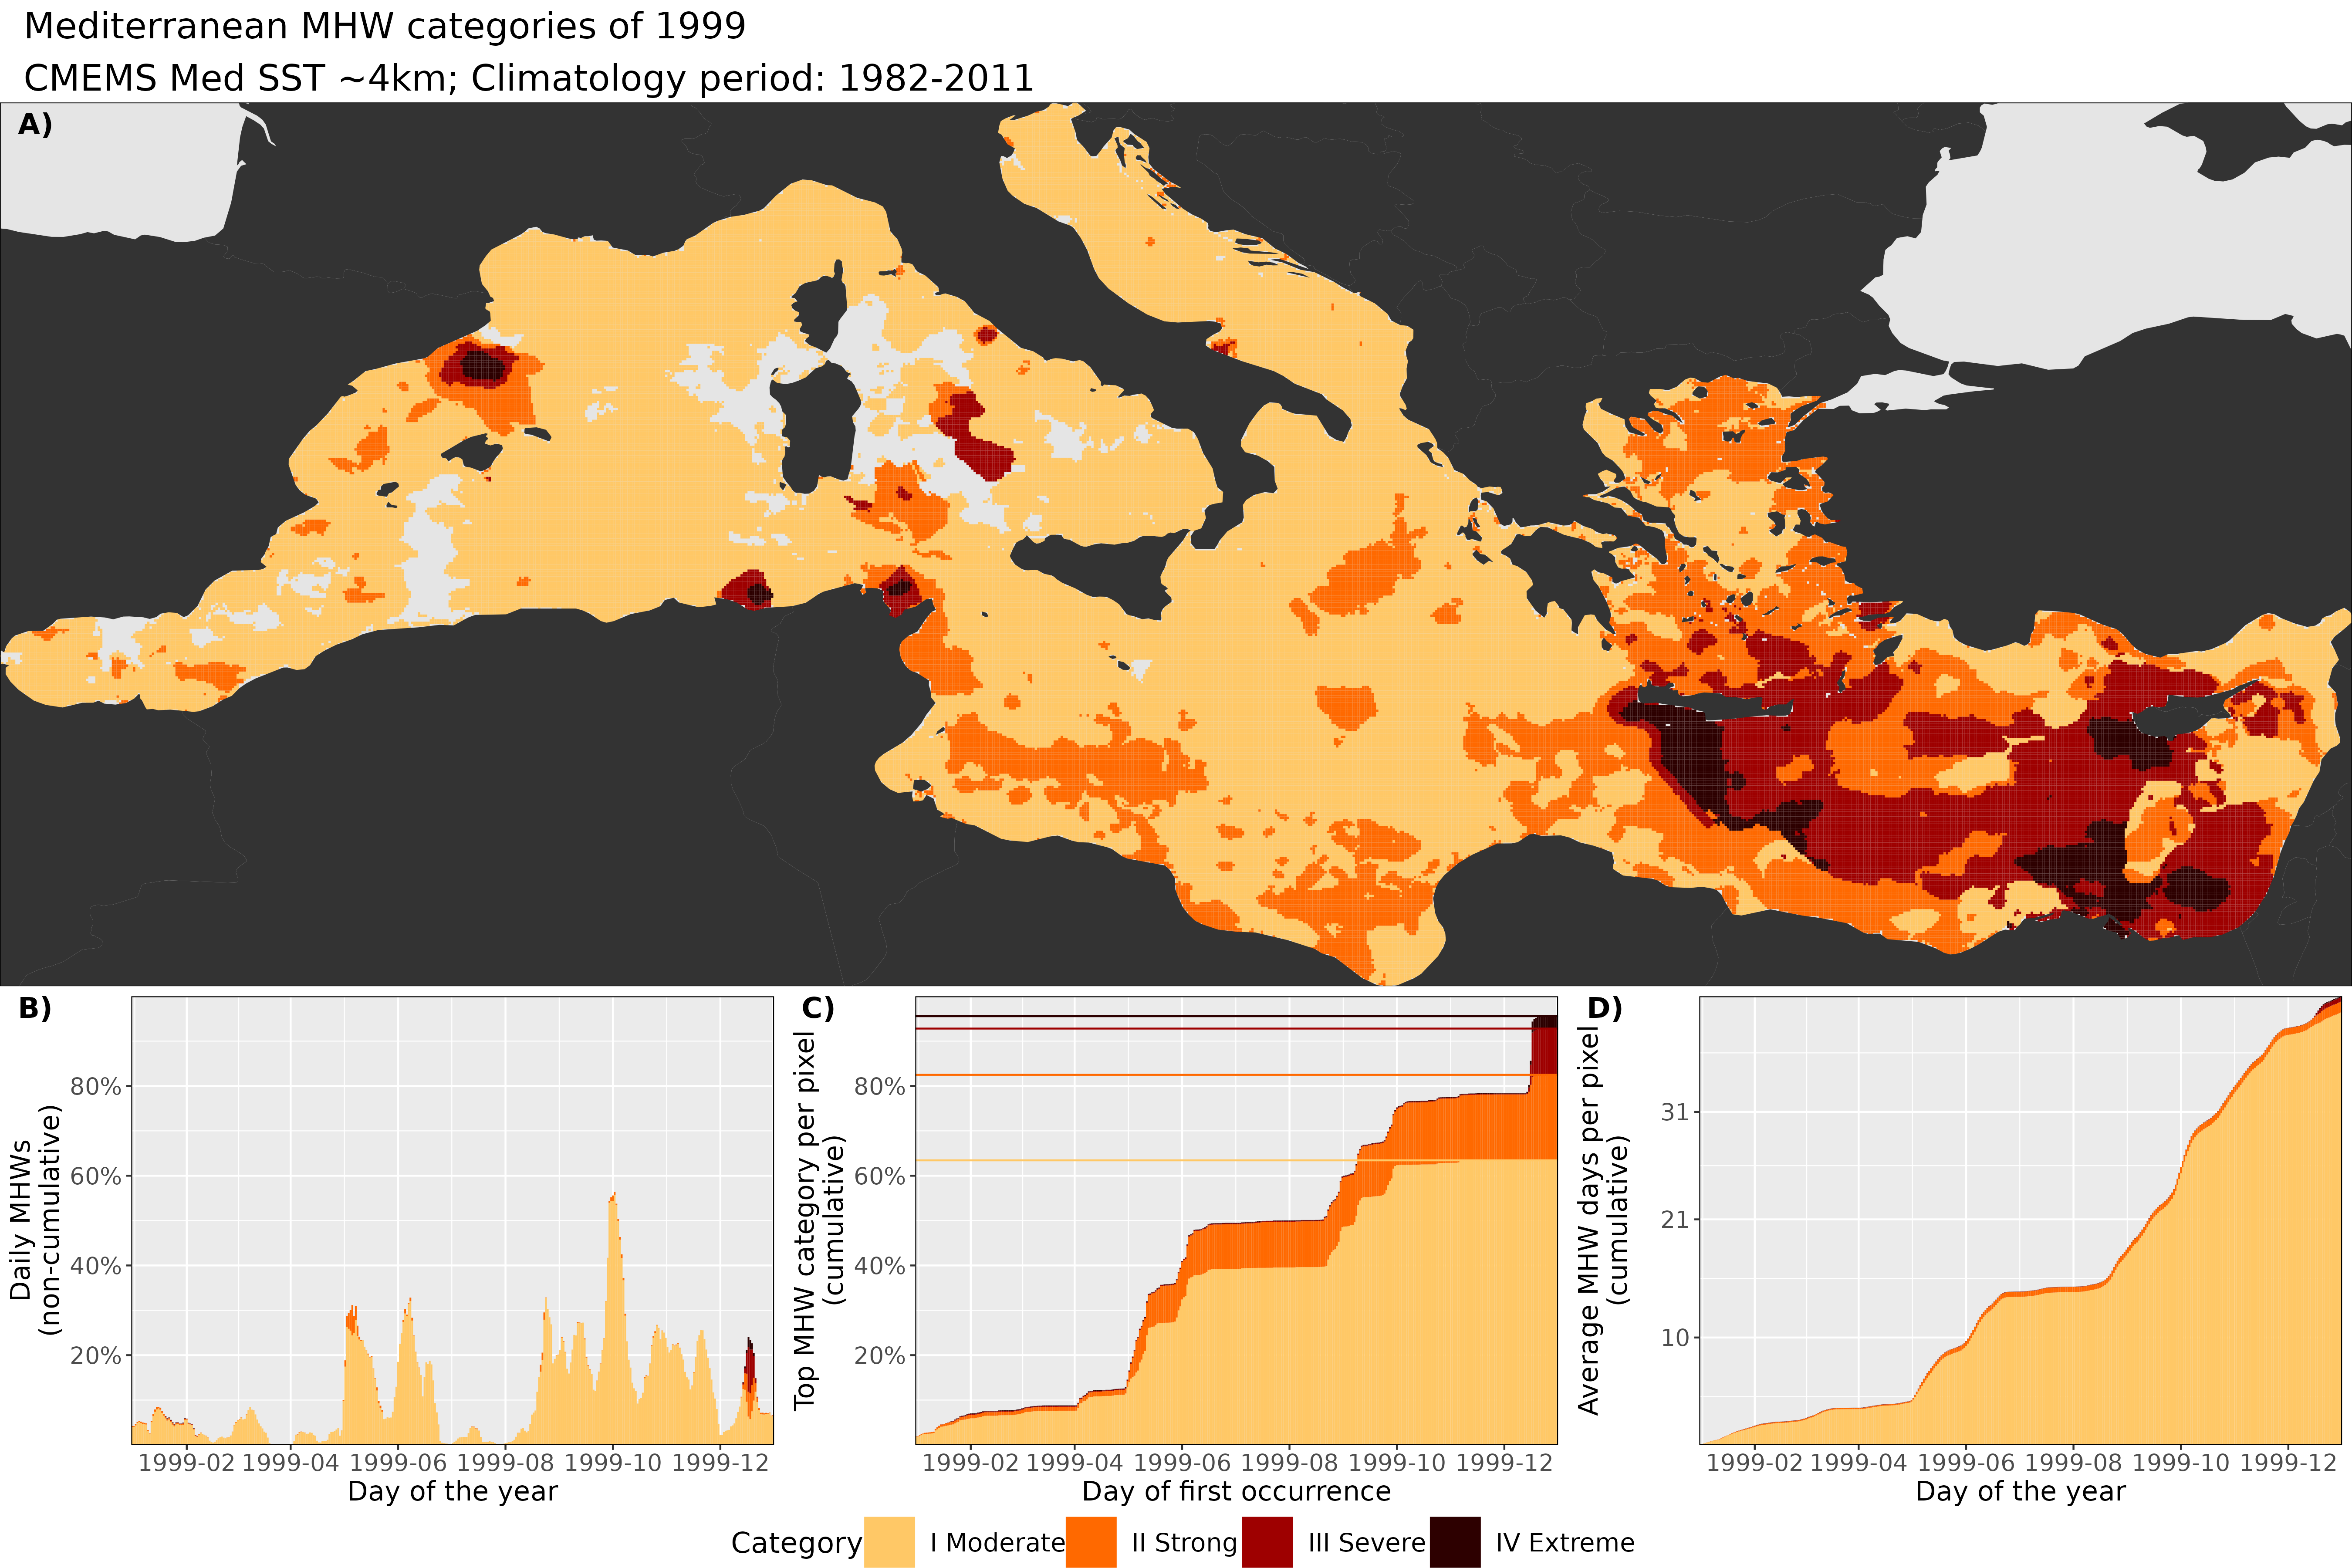 Mediterranean MHW categories of 1999
CMEMS Med SST ~4km; Climatology period: 1982-2011
A)
B)
Daily MHWs
(non-cumulative)
80%
60%
40%
20%
1999-02 1999-04 1999-06 1999-08 1999-10 1999-12
Day of the year
C)
Top MHW category per pixel
(cumulative)
80%
60%
40%
20%
1999-02 1999-04 1999-06 1999-08 1999-10 1999-12
Day of first occurrence
D)
Average MHW days per pixel
(cumulative)
31
21
10
1999-02 1999-04 1999-06 1999-08 1999-10 1999-12
Day of the year
Category I Moderate II Strong III Severe IV Extreme